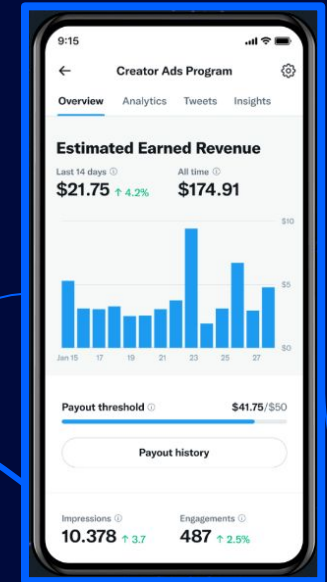 9:15
Creator Ads Program
Overview Analytics Tweets Insights
Estimated Earned Revenue
Last 14 days All time
$21.75 ↑ 4.2% $174.91
$10
$5
$0
Jan 15 17 19 21 23 25 27
Payout threshold $41.75/$50
Payout history
Impressions Engagements
10.378 ↑ 3.7 487 ↑ 2.5%